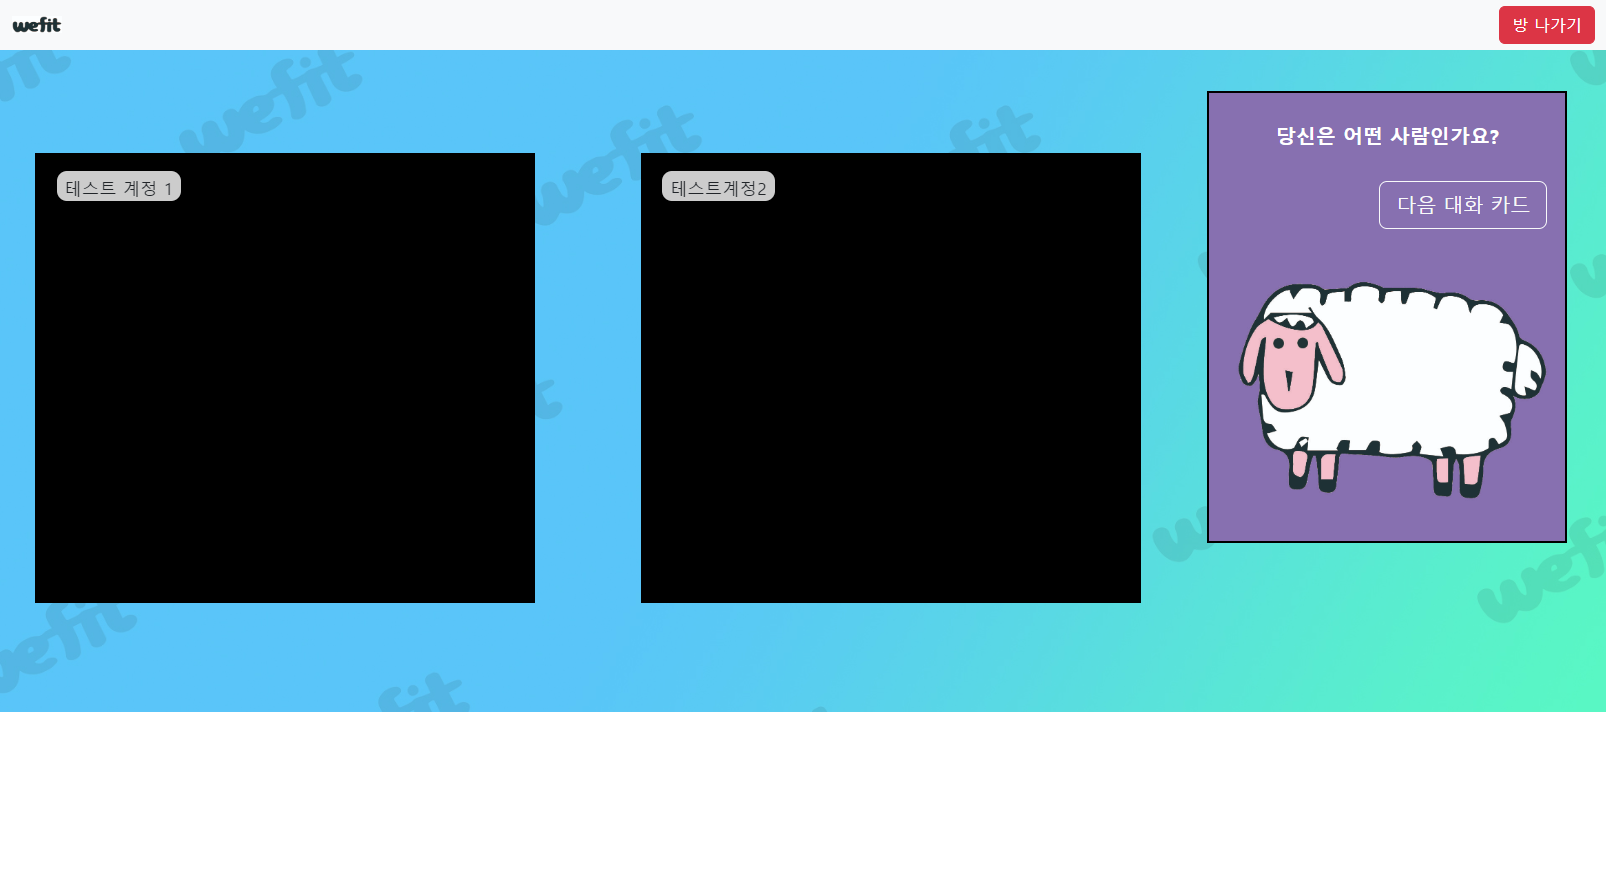 wefit
방 나가기
테스트 계정 1
테스트계정2
당신은 어떤 사람인가요?
다음 대화 카드